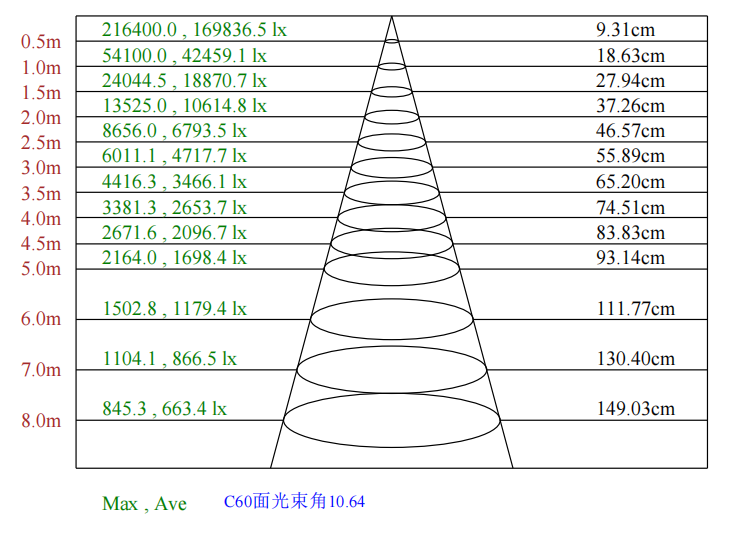 216400.0 , 169836.5 lx 9.31cm
0.5m
54100.0 , 42459.1 lx 18.63cm
1.0m
24044.5 , 18870.7 lx 27.94cm
1.5m
13525.0 , 10614.8 lx 37.26cm
2.0m
8656.0 , 6793.5 lx 46.57cm
2.5m
6011.1 , 4717.7 lx 55.89cm
3.0m
4416.3 , 3466.1 lx 65.20cm
3.5m
3381.3 , 2653.7 lx 74.51cm
4.0m
2671.6 , 2096.7 lx 83.83cm
4.5m
2164.0 , 1698.4 lx 93.14cm
5.0m
1502.8 , 1179.4 lx 111.77cm
6.0m
1104.1 , 866.5 lx 130.40cm
7.0m
845.3 , 663.4 lx 149.03cm
8.0m
Max , Ave C60面光束角10.64